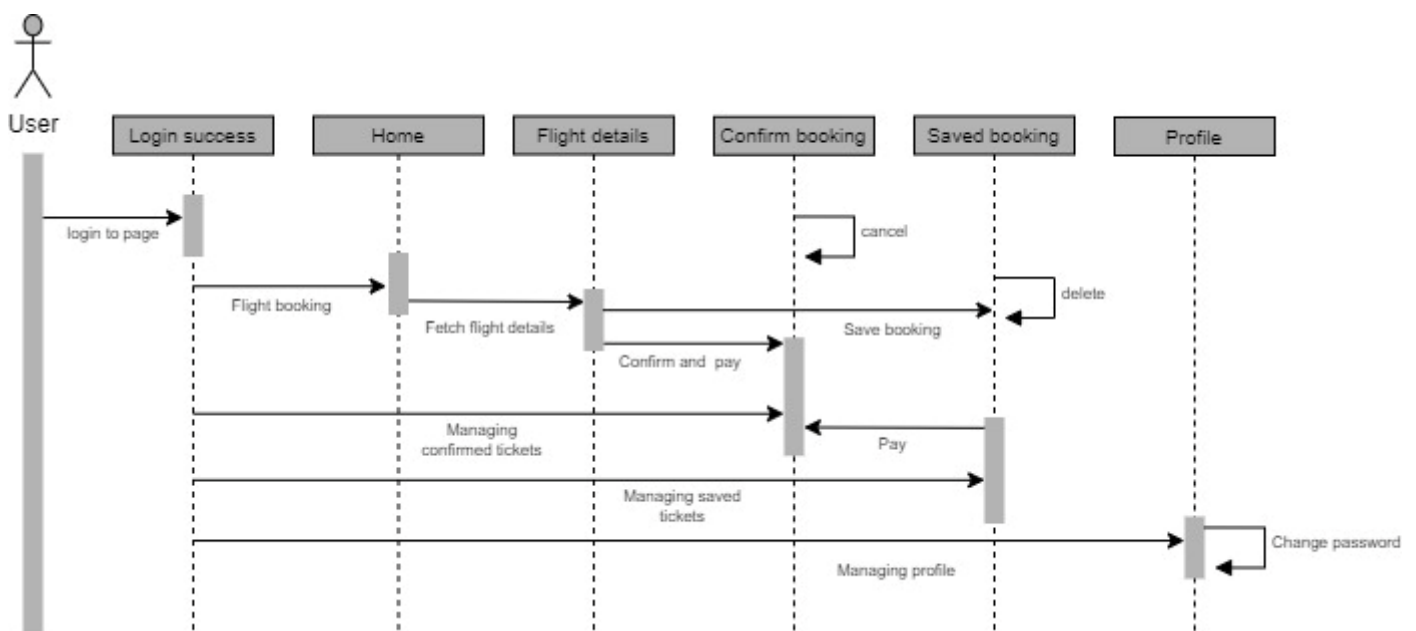 User
Login success
Home
Flight details
Confirm booking
Saved booking
Profile
login to page
cancel
Flight booking
delete
Fetch flight details
Save booking
Confirm and pay
Managing
confirmed tickets
Pay
Managing saved
tickets
Change password
Managing profile